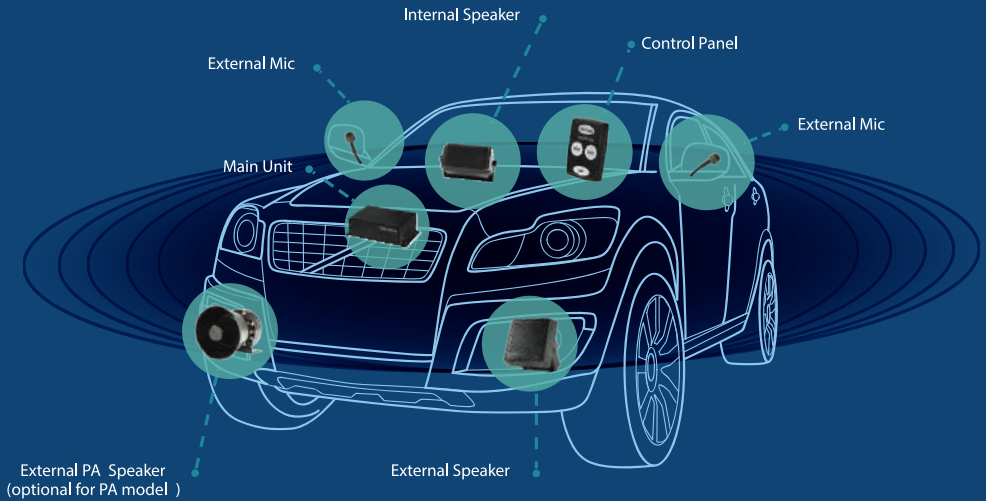 Internal Speaker
Control Panel
External Mic
External Mic
Main Unit
External PA Speaker
(optional for PA model )
External Speaker